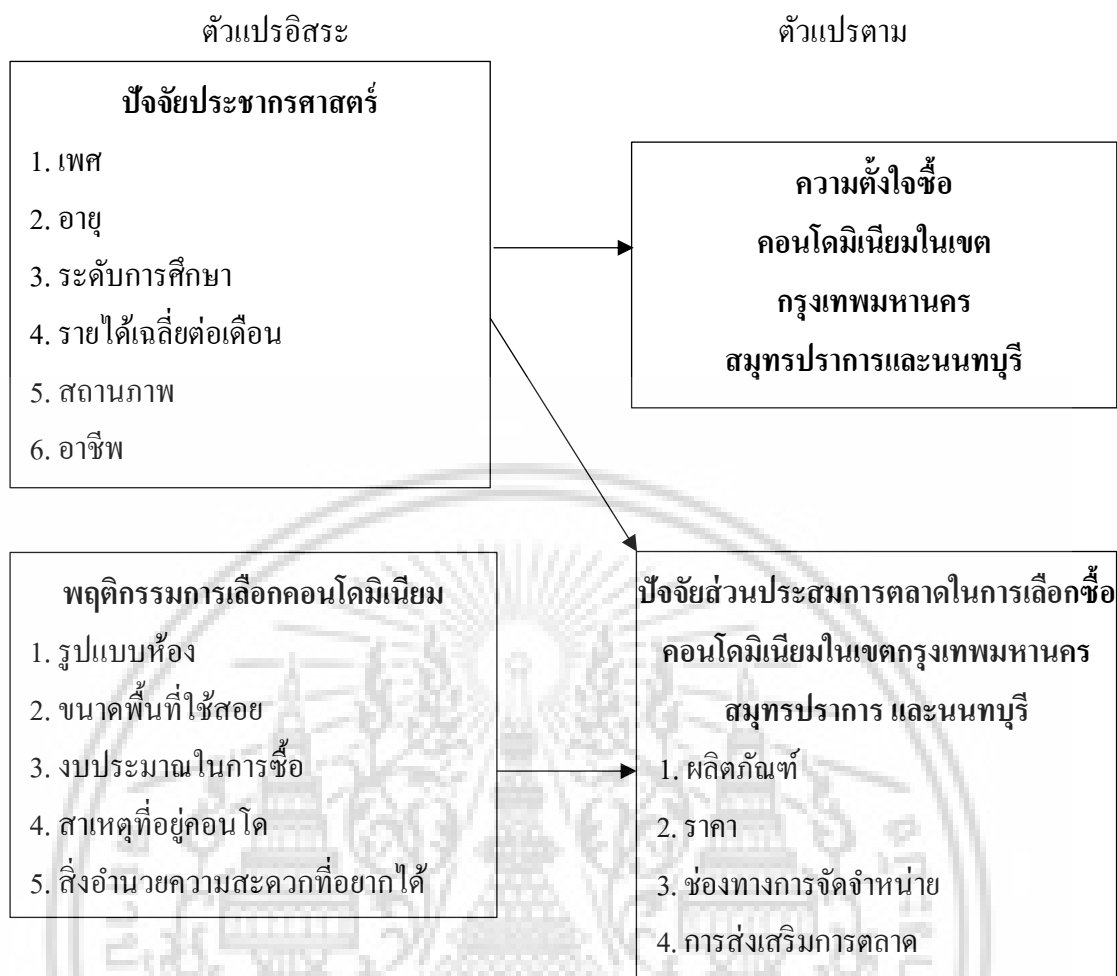 ตัวแปรอิสระ
ตัวแปรตาม
ปัจจัยประชากรศาสตร์
1. เพศ
2. อายุ
3. ระดับการศึกษา
4. รายได้เฉลี่ยต่อเดือน
5. สถานภาพ
6. อาชีพ
ความตั้งใจซื้อ
คอนโดมิเนียมในเขต
กรุงเทพมหานคร
สมุทรปราการและนนทบุรี
พฤติกรรมการเลือกคอนโดมิเนียม
1. รูปแบบห้อง
2. ขนาดพื้นที่ใช้สอย
3. งบประมาณในการซื้อ
4. สาเหตุที่อยู่คอนโด
5. สิ่งอำนวยความสะดวกที่อยากได้
ปัจจัยส่วนประสมการตลาดในการเลือกซื้อ
คอนโดมิเนียมในเขตกรุงเทพมหานคร
สมุทรปราการ และนนทบุรี
1. ผลิตภัณฑ์
2. ราคา
3. ช่องทางการจัดจำหน่าย
4. การส่งเสริมการตลาด